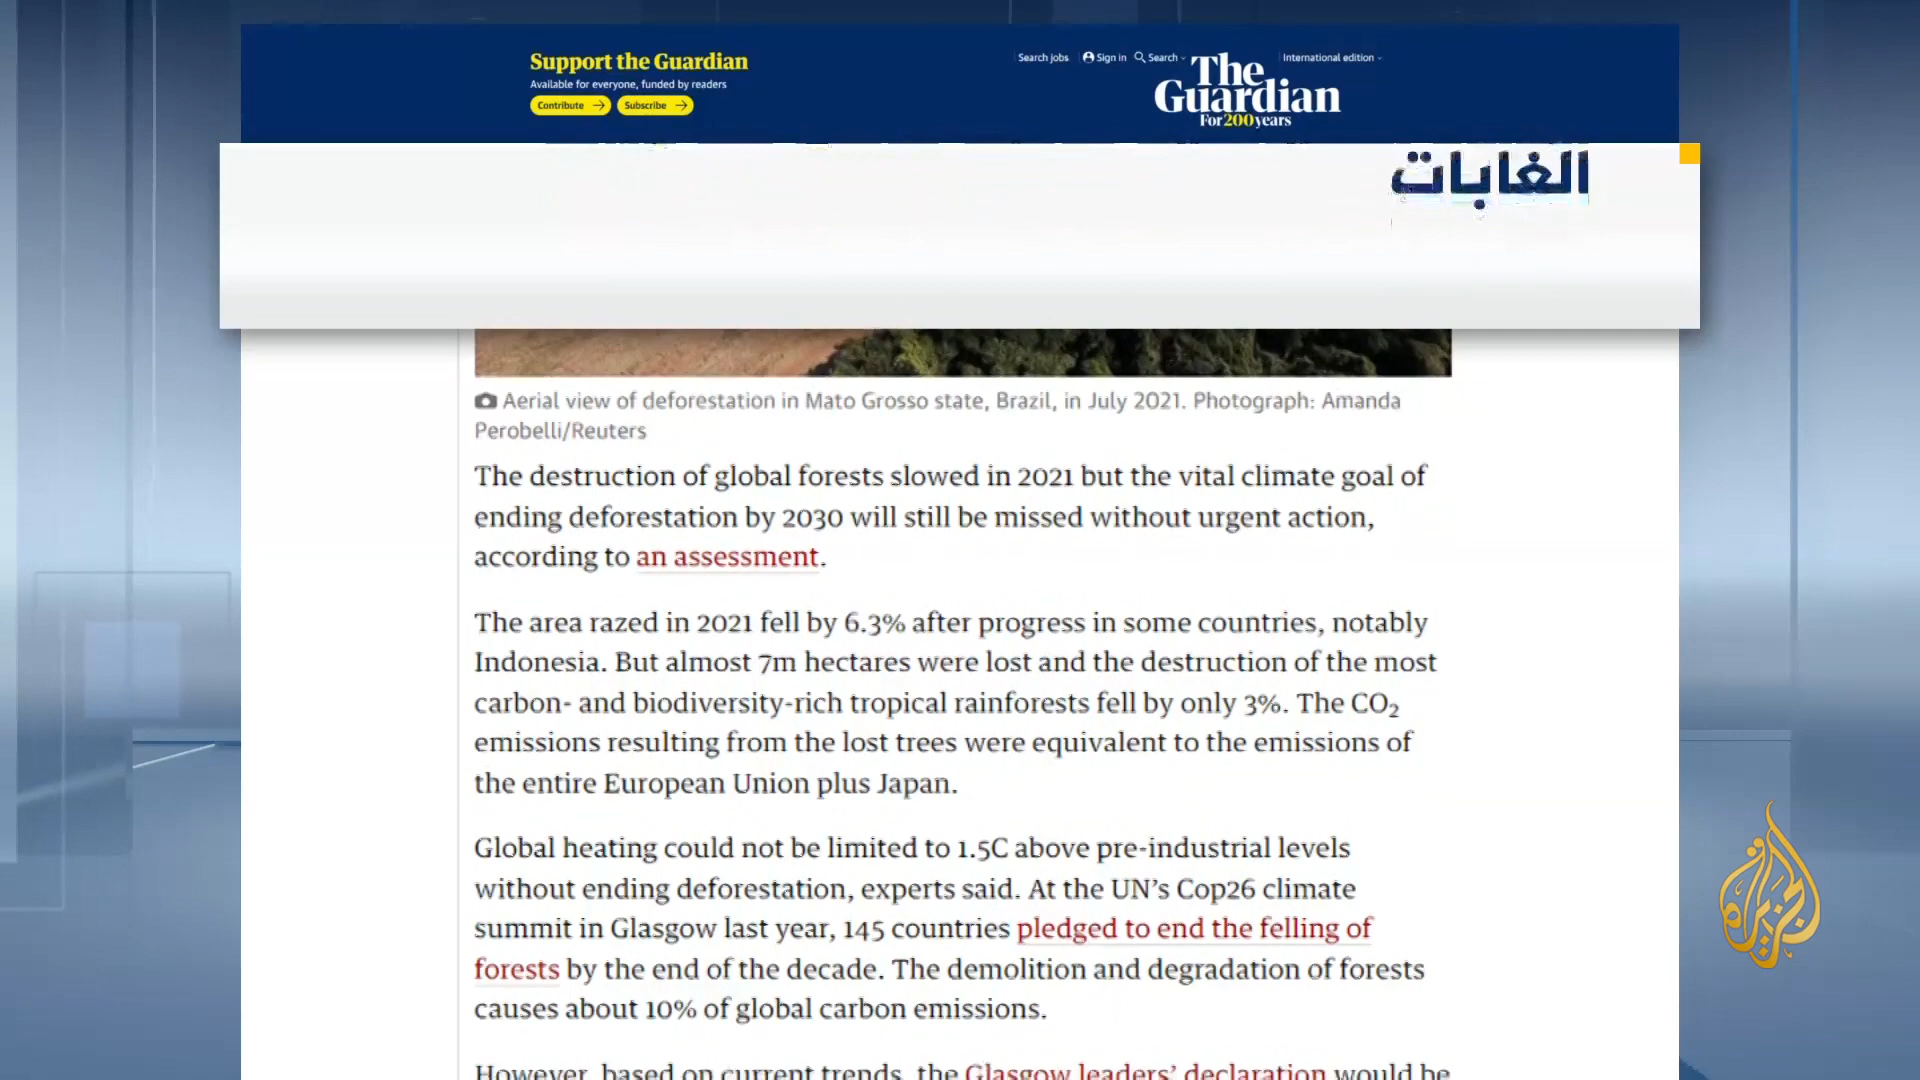 Support the Guardian
Available for everyone, funded by readers
Contribute
Subscribe
Search jobs
Sign in
Search
International edition
The
Guardian
For 200 years
الغابات
Aerial view of deforestation in Mato Grosso state, Brazil, in July 2021. Photograph: Amanda
Perobelli/Reuters
The destruction of global forests slowed in 2021 but the vital climate goal of
ending deforestation by 2030 will still be missed without urgent action,
according to an assessment.
The area razed in 2021 fell by 6.3% after progress in some countries, notably
Indonesia. But almost 7m hectares were lost and the destruction of the most
carbon- and biodiversity-rich tropical rainforests fell by only 3%. The CO₂
emissions resulting from the lost trees were equivalent to the emissions of
the entire European Union plus Japan.
Global heating could not be limited to 1.5C above pre-industrial levels
without ending deforestation, experts said. At the UN’s Cop26 climate
summit in Glasgow last year, 145 countries pledged to end the felling of
forests by the end of the decade. The demolition and degradation of forests
causes about 10% of global carbon emissions.
However, based on current trends, the Glasgow leaders’ declaration would be
الجزيرة